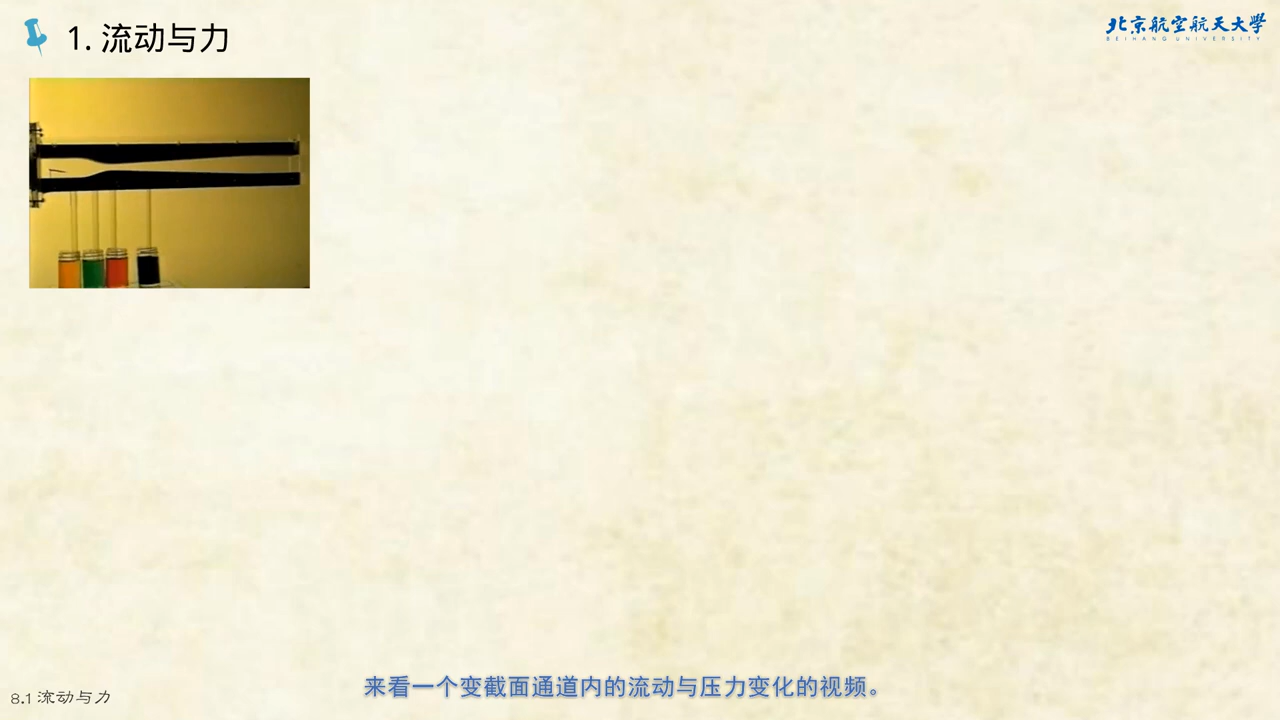 1. 流动与力
北京航空航天大学
BEIHANG UNIVERSITY
来看一个变截面通道内的流动与压力变化的视频。
8.1 流动与力